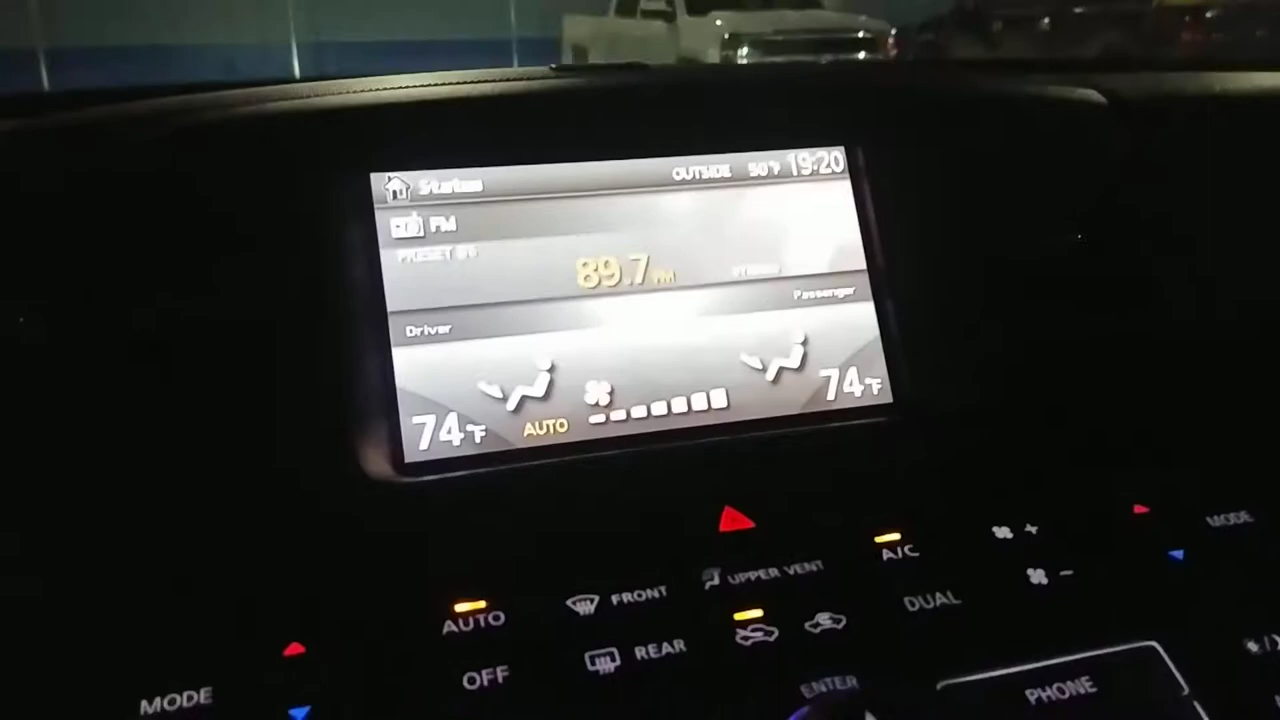 Status OUTSIDE 50°F 19:20
FM
PRESET
89.7 FM
Passenger
Driver
74°F AUTO 74°F
A/C
MODE
UPPER VENT
FRONT
AUTO
DUAL
REAR
OFF
ENTER
PHONE
MODE